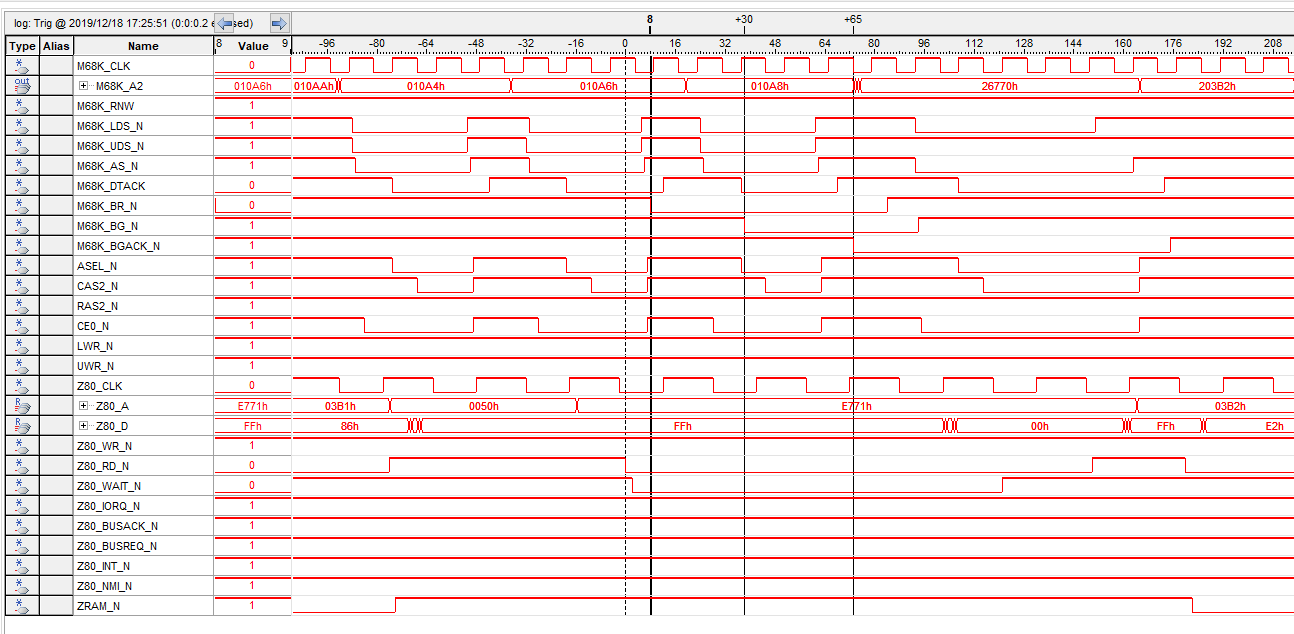 log: Trig @ 2019/12/18 17:25:51 (0:0:0.2 sed) 8 +30 +65
Type Alias Name 8 Value 9 -96 -80 -64 -48 -32 -16 0 16 32 48 64 80 96 112 128 144 160 176 192 208
M68K_CLK 0
out M68K_A2 010A6h 010AAh 010A4h 010A6h 010A8h 26770h 203B2h
M68K_RNW 1
M68K_LDS_N 1
M68K_UDS_N 1
M68K_AS_N 1
M68K_DTACK 0
M68K_BR_N 0
M68K_BG_N 1
M68K_BGACK_N 1
ASEL_N 1
CAS2_N 1
RAS2_N 1
CE0_N 1
LWR_N 1
UWR_N 1
Z80_CLK 0
R Z80_A E771h 03B1h 0050h E771h 03B2h
R Z80_D FFh 86h FFh 00h FFh E2h
Z80_WR_N 1
Z80_RD_N 0
Z80_WAIT_N 0
Z80_IORQ_N 1
Z80_BUSACK_N 1
Z80_BUSREQ_N 1
Z80_INT_N 1
Z80_NMI_N 1
ZRAM_N 1